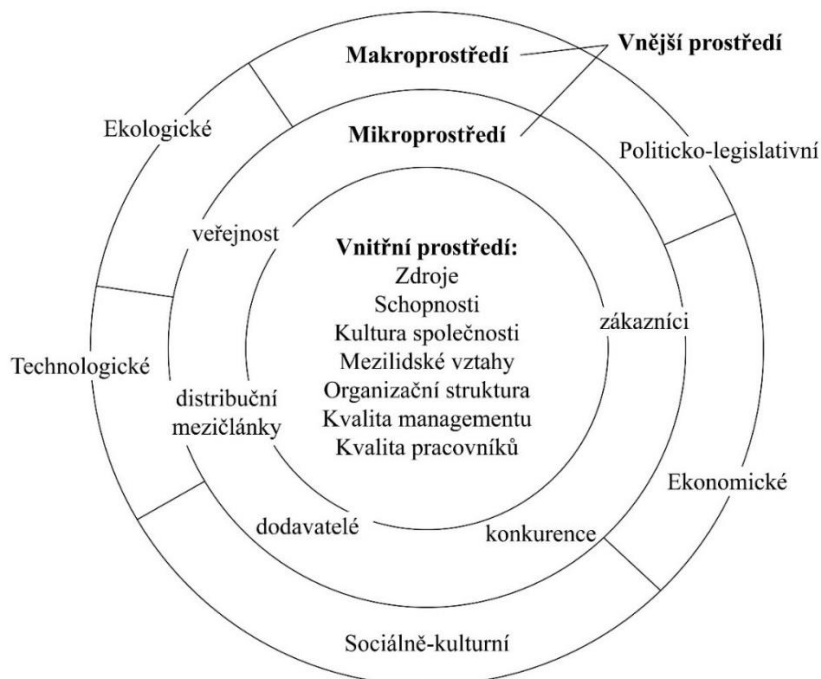 Makroprostředí
Vnější prostředí
Ekologické
Mikroprostředí
Politicko-legislativní
veřejnost
Vnitřní prostředí:
Zdroje
Schopnosti
Kultura společnosti
Mezilidské vztahy
Organizační struktura
Kvalita managementu
Kvalita pracovníků
zákazníci
Technologické
distribuční
mezičlánky
Ekonomické
dodavatelé
konkurence
Sociálně-kulturní